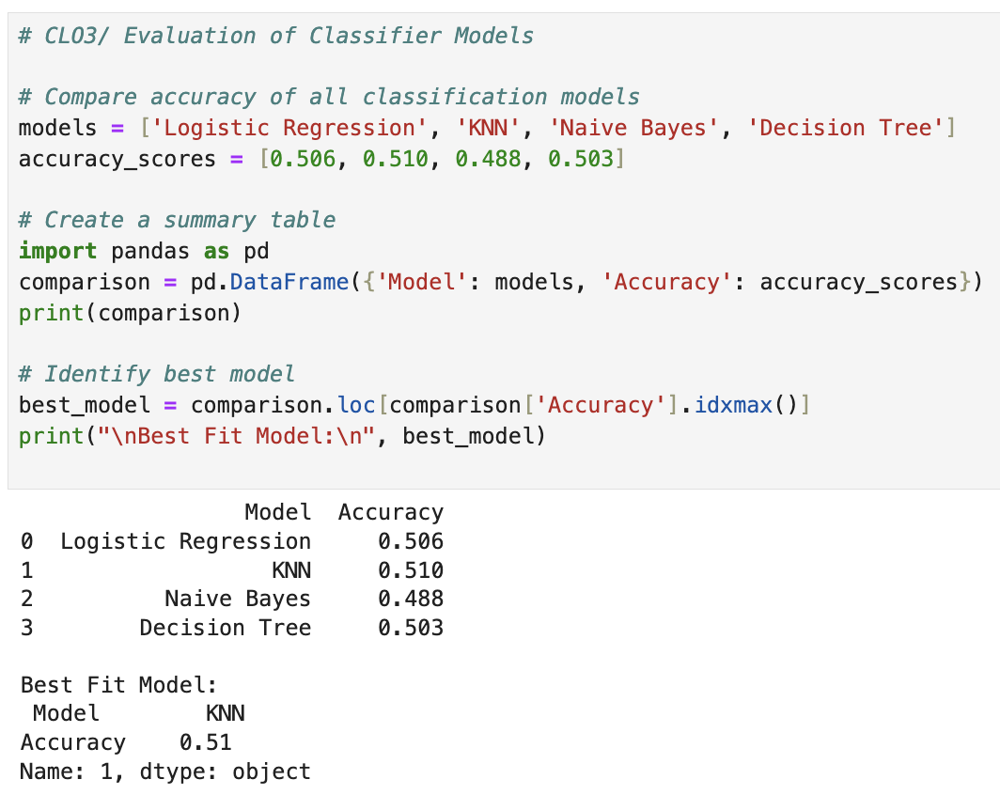 # CLO3/ Evaluation of Classifier Models
# Compare accuracy of all classification models
models = ['Logistic Regression', 'KNN', 'Naive Bayes', 'Decision Tree']
accuracy_scores = [0.506, 0.510, 0.488, 0.503]
# Create a summary table
import pandas as pd
comparison = pd.DataFrame({'Model': models, 'Accuracy': accuracy_scores})
print(comparison)
# Identify best model
best_model = comparison.loc[comparison['Accuracy'].idxmax()]
print("\nBest Fit Model:\n", best_model)
Model Accuracy
0 Logistic Regression 0.506
1 KNN 0.510
2 Naive Bayes 0.488
3 Decision Tree 0.503
Best Fit Model:
Model KNN
Accuracy 0.51
Name: 1, dtype: object